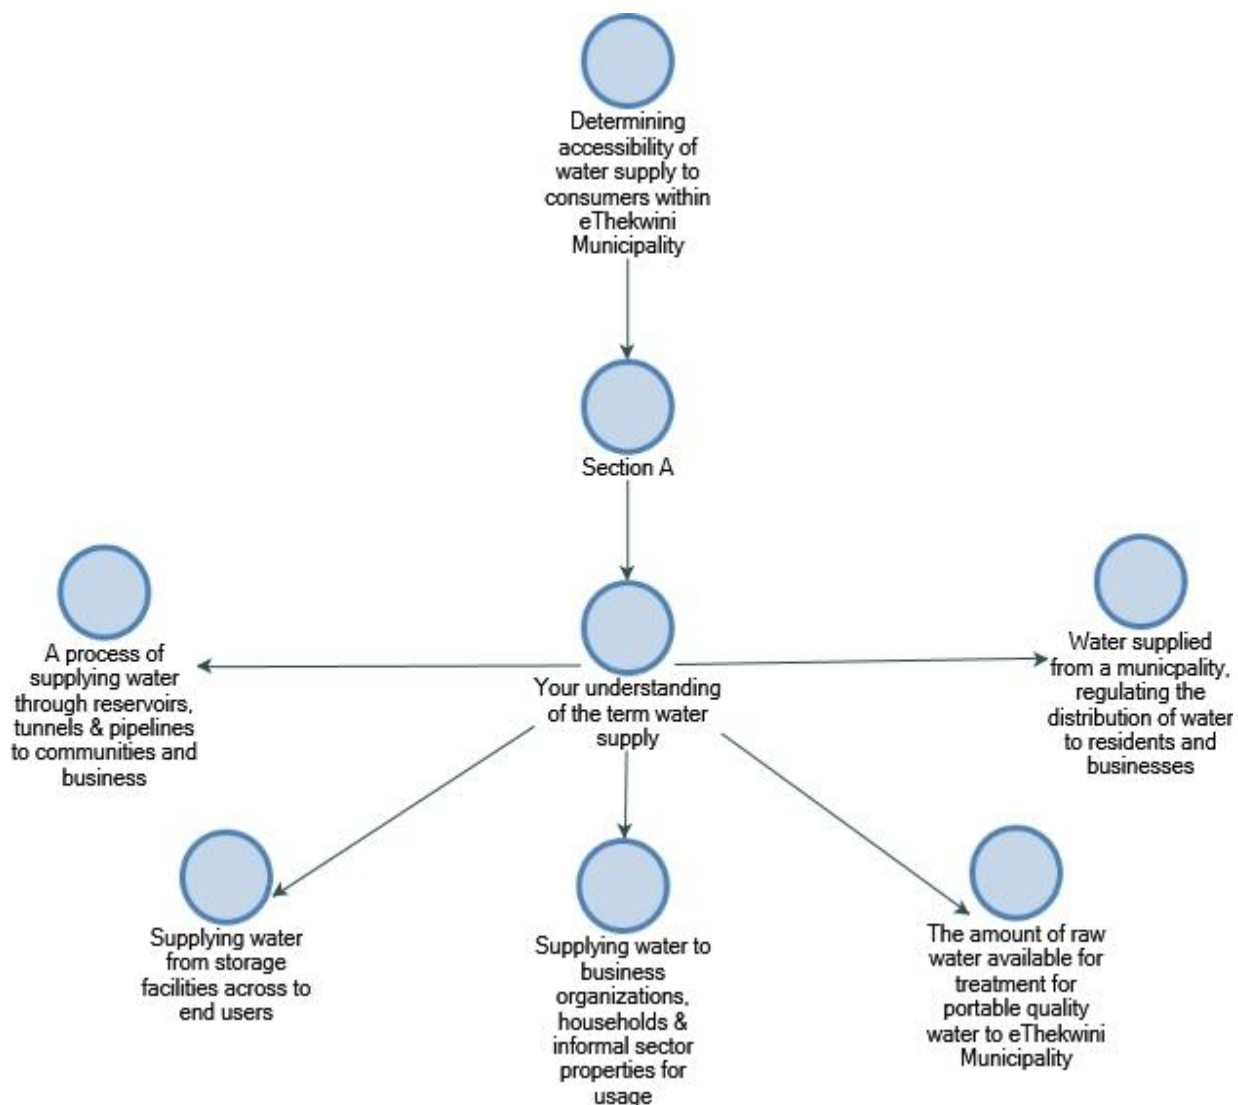 Determining
accessibility of
water supply to
consumers within
eThekwini
Municipality
Section A
Your understanding
of the term water
supply
A process of
supplying water
through reservoirs,
tunnels & pipelines
to communities and
business
Water supplied
from a municpality,
regulating the
distribution of water
to residents and
businesses
Supplying water
from storage
facilities across to
end users
Supplying water to
business
organizations,
households &
informal sector
properties for
usage
The amount of raw
water available for
treatment for
portable quality
water to eThekwini
Municipality